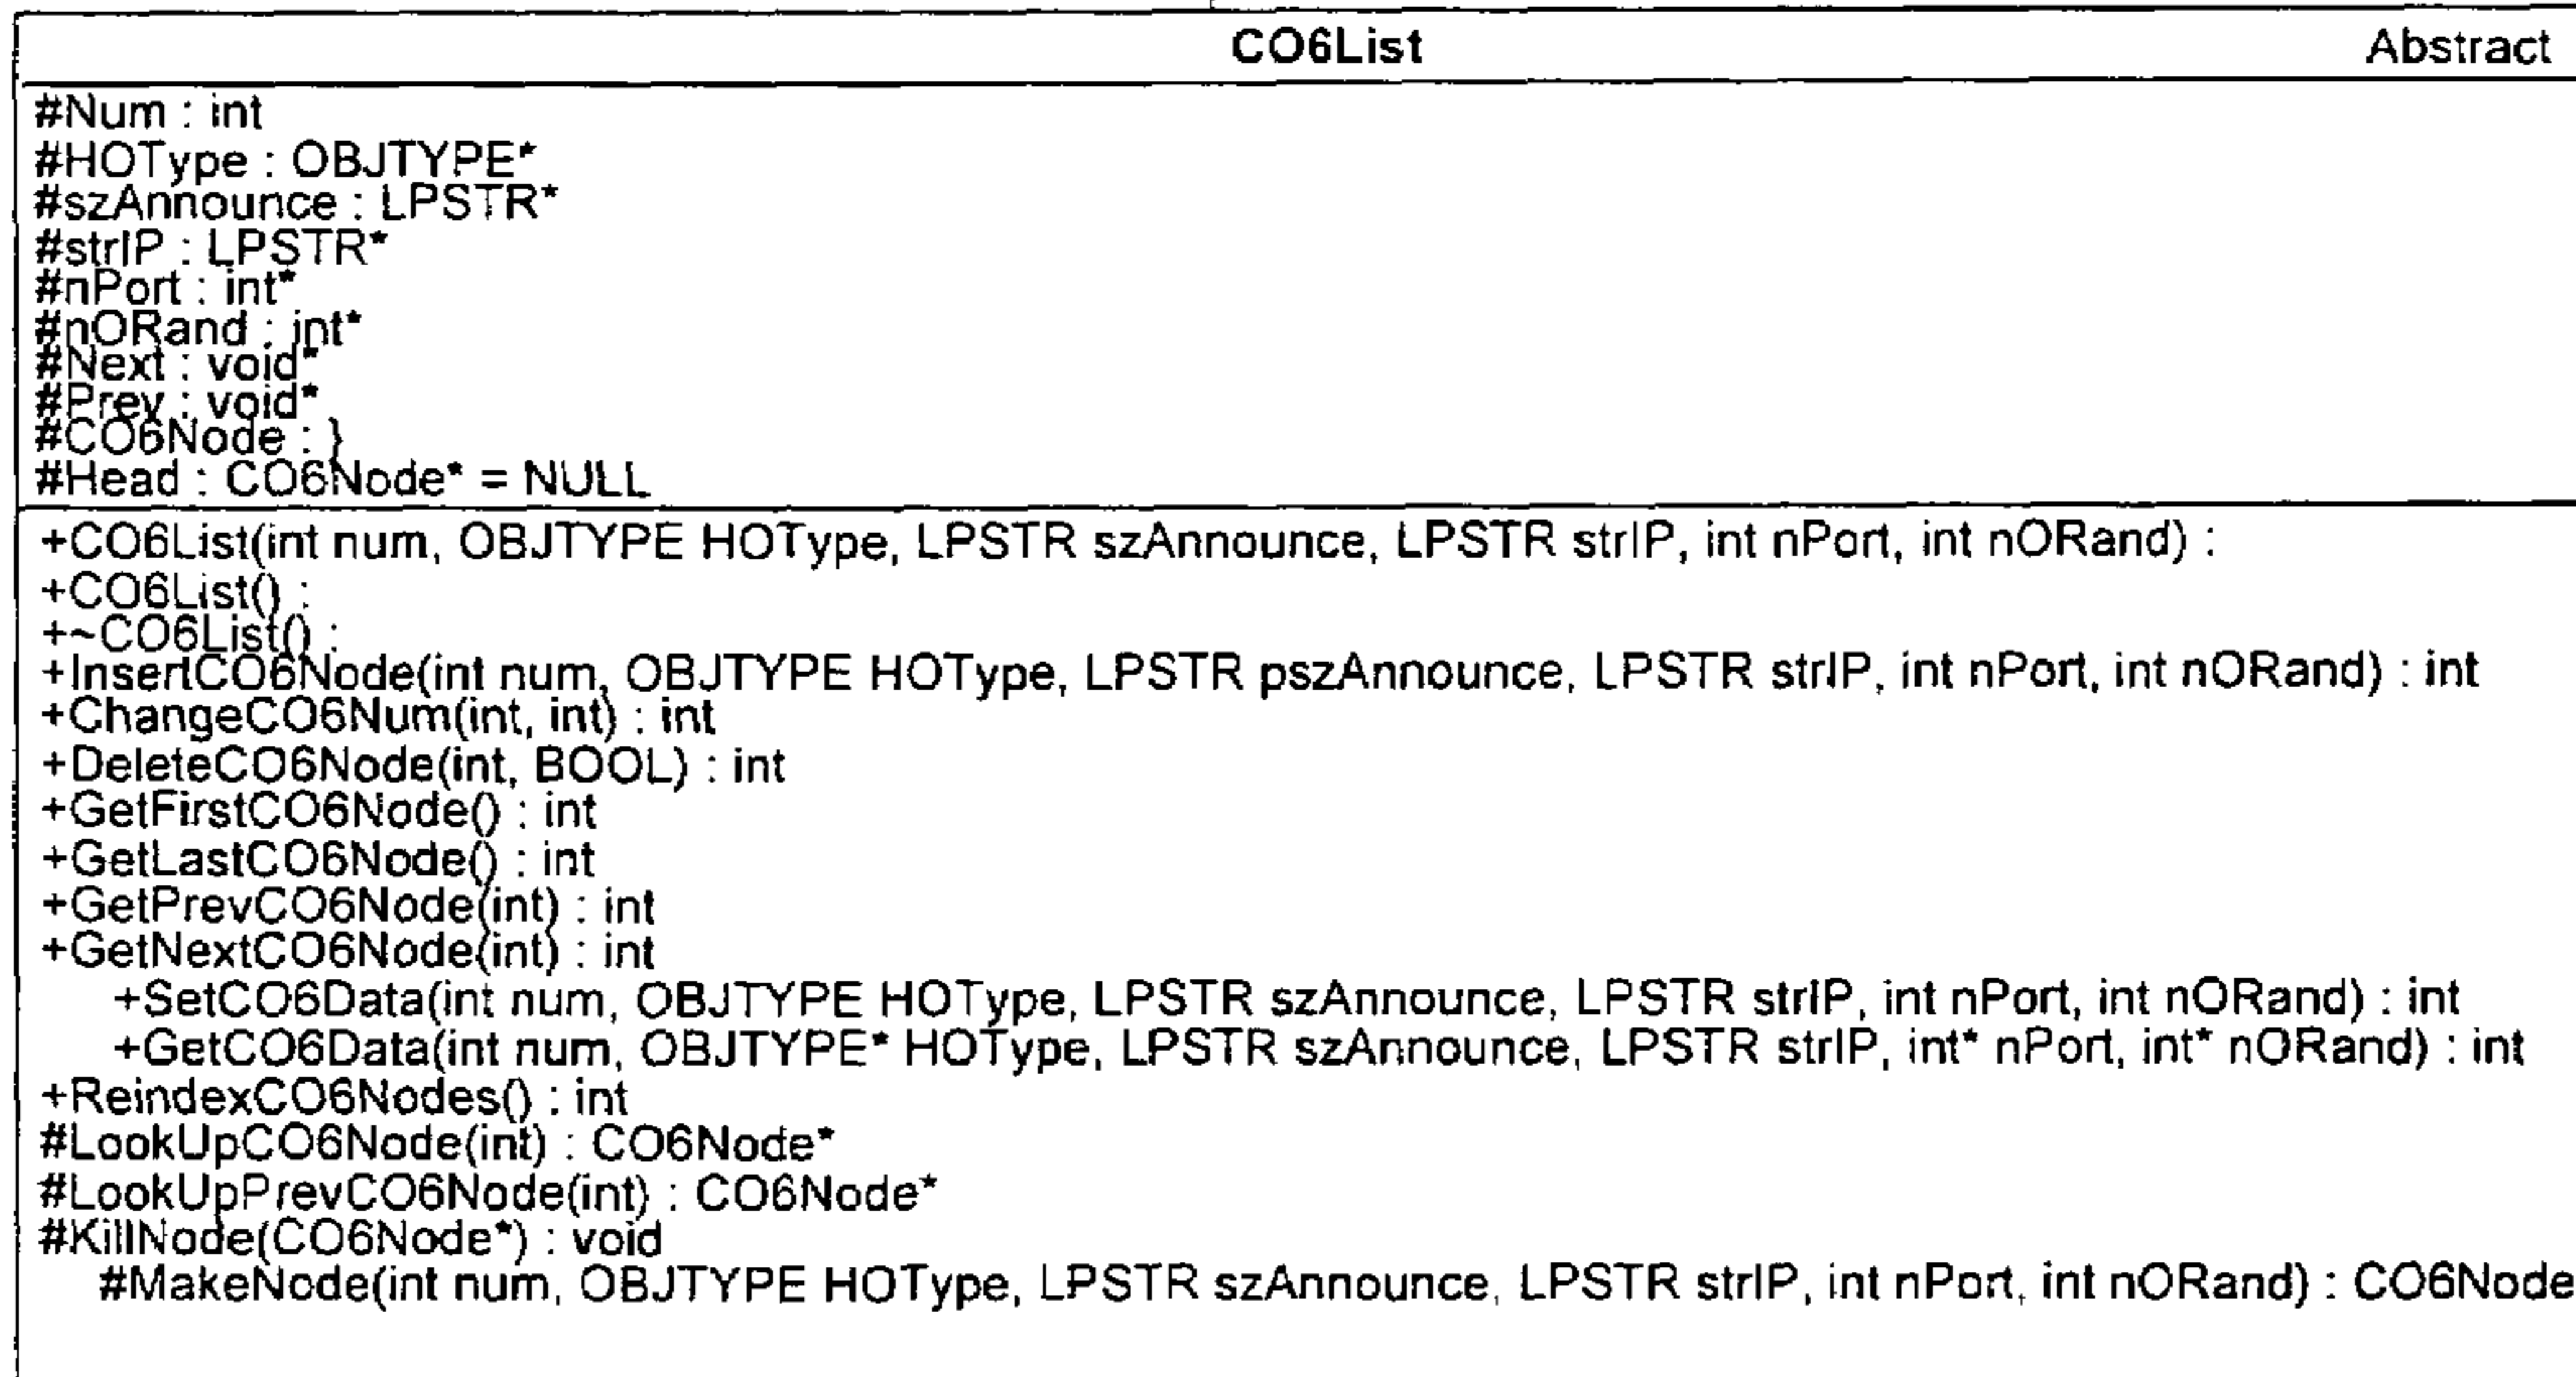 CO6List Abstract
#Num : int
#HOType : OBJTYPE*
#szAnnounce : LPSTR*
#strIP : LPSTR*
#nPort : int*
#nORand : int*
#Next : void*
#Prev : void*
#CO6Node : }
#Head : CO6Node* = NULL
+CO6List(int num, OBJTYPE HOType, LPSTR szAnnounce, LPSTR strIP, int nPort, int nORand) :
+CO6List() :
+~CO6List() :
+InsertCO6Node(int num, OBJTYPE HOType, LPSTR pszAnnounce, LPSTR strIP, int nPort, int nORand) : int
+ChangeCO6Num(int, int) : int
+DeleteCO6Node(int, BOOL) : int
+GetFirstCO6Node() : int
+GetLastCO6Node() : int
+GetPrevCO6Node(int) : int
+GetNextCO6Node(int) : int
+SetCO6Data(int num, OBJTYPE HOType, LPSTR szAnnounce, LPSTR strIP, int nPort, int nORand) : int
+GetCO6Data(int num, OBJTYPE* HOType, LPSTR szAnnounce, LPSTR strIP, int* nPort, int* nORand) : int
+ReindexCO6Nodes() : int
#LookUpCO6Node(int) : CO6Node*
#LookUpPrevCO6Node(int) : CO6Node*
#KillNode(CO6Node*) : void
#MakeNode(int num, OBJTYPE HOType, LPSTR szAnnounce, LPSTR strIP, int nPort, int nORand) : CO6Node